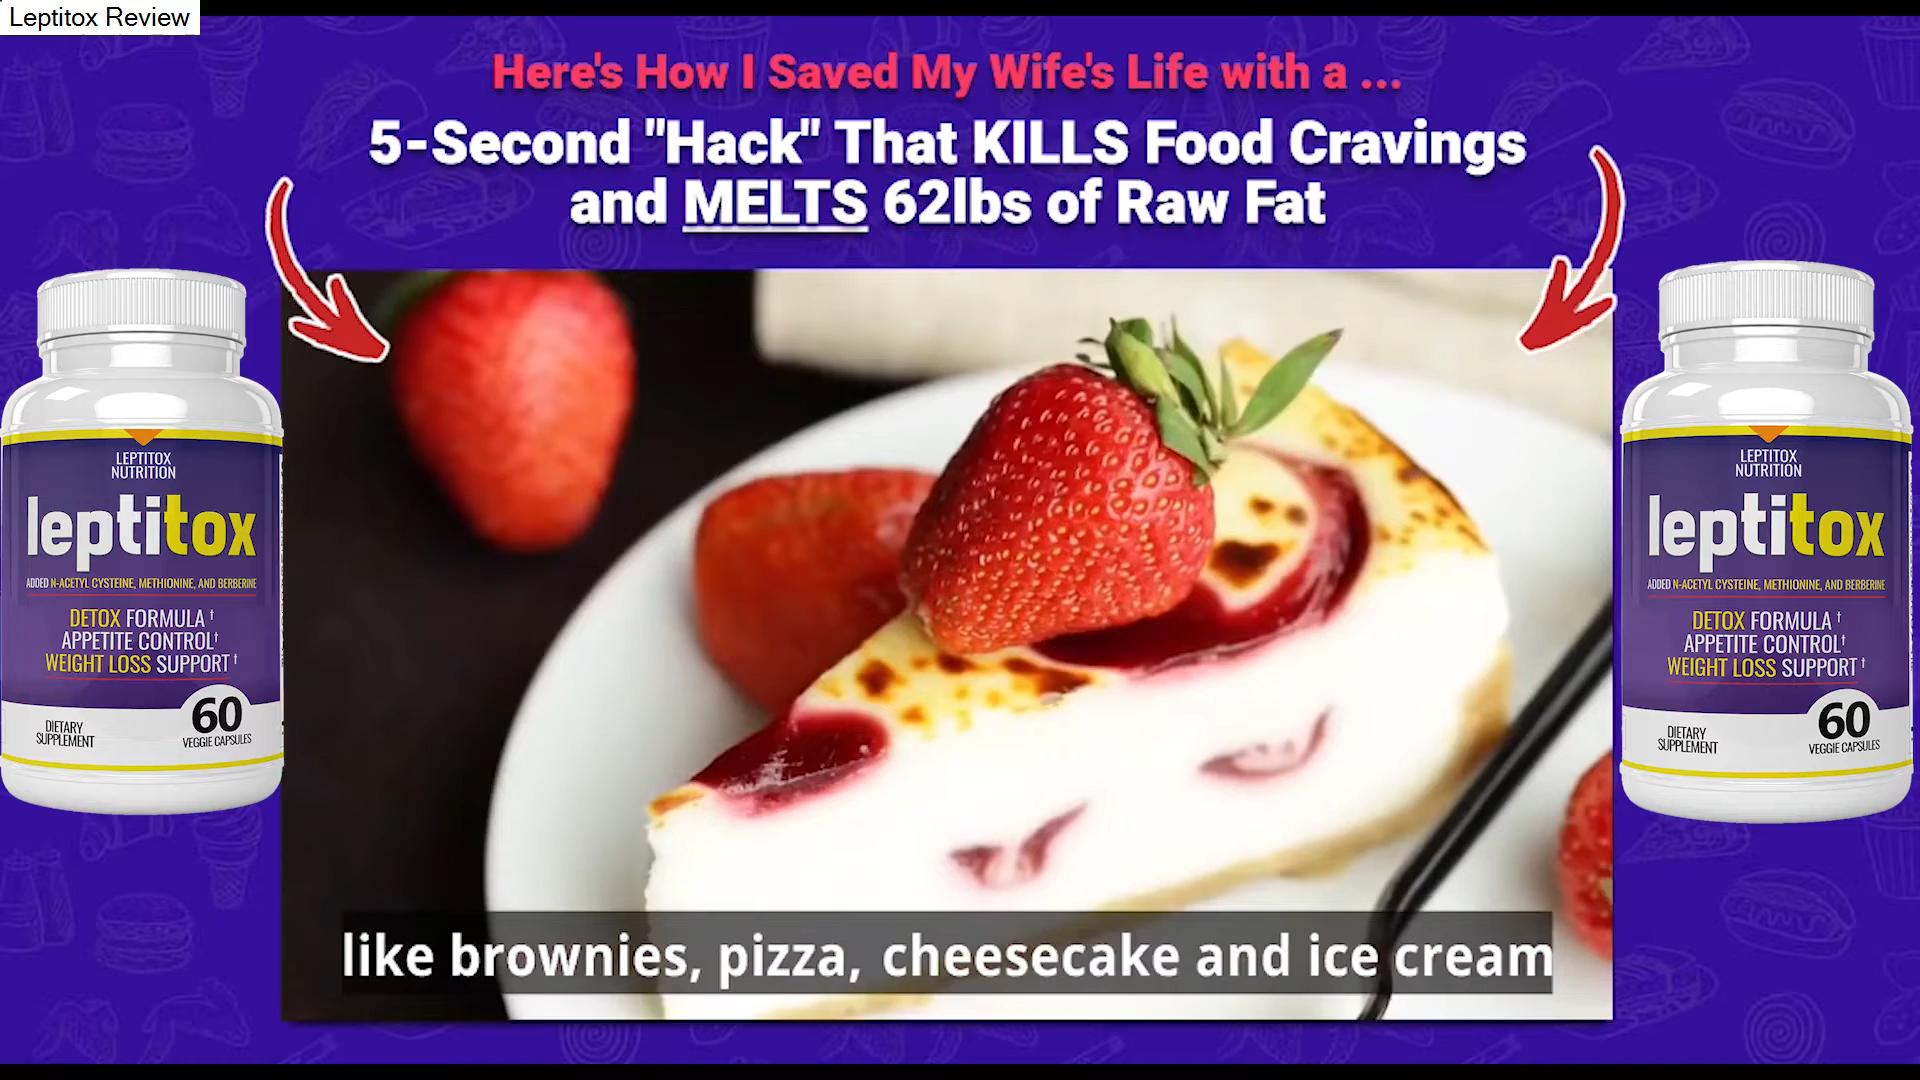 Leptitox Review
Here's How I Saved My Wife's Life with a ...
5-Second "Hack" That KILLS Food Cravings
and MELTS 62lbs of Raw Fat
LEPTITOX
NUTRITION
leptitox
ADDED N-ACETYL CYSTEINE, METHIONINE, AND BERBERINE
DETOX FORMULA †
APPETITE CONTROL†
WEIGHT LOSS SUPPORT †
DIETARY
SUPPLEMENT
60
VEGGIE CAPSULES
LEPTITOX
NUTRITION
leptitox
ADDED N-ACETYL CYSTEINE, METHIONINE, AND BERBERINE
DETOX FORMULA †
APPETITE CONTROL†
WEIGHT LOSS SUPPORT †
DIETARY
SUPPLEMENT
60
VEGGIE CAPSULES
like brownies, pizza, cheesecake and ice cream